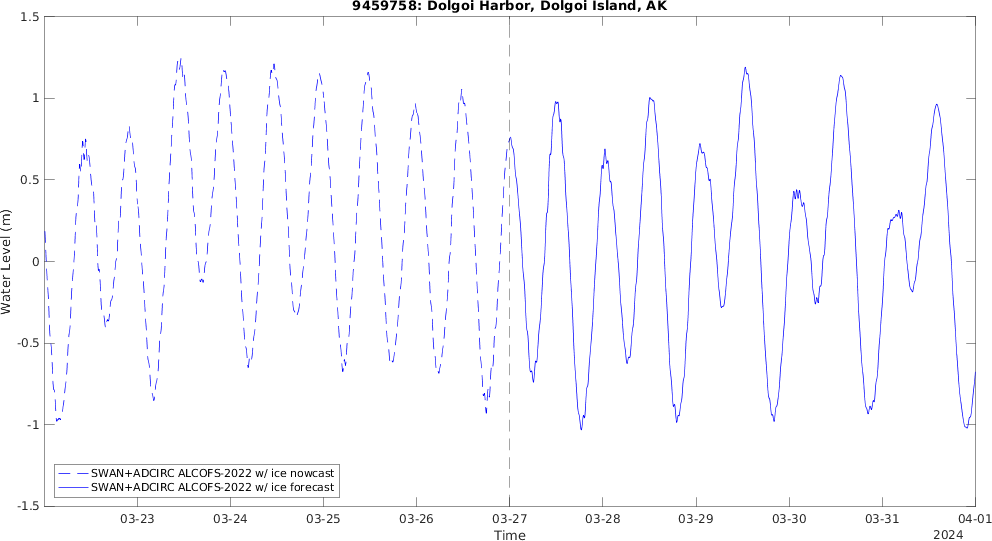 9459758: Dolgoi Harbor, Dolgoi Island, AK
1.5
1
0.5
0
-0.5
-1
-1.5
Water Level (m)
SWAN+ADCIRC ALCOFS-2022 w/ ice nowcast
SWAN+ADCIRC ALCOFS-2022 w/ ice forecast
03-23 03-24 03-25 03-26 03-27 03-28 03-29 03-30 03-31 04-01
Time
2024